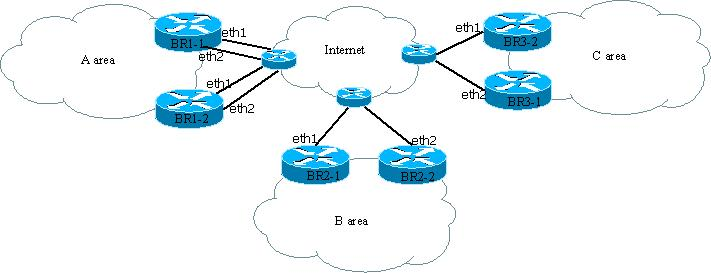 eth1
BR1-1
eth2
A area
eth1
BR1-2
eth2
Internet
eth1
BR3-2
C area
eth2
BR3-1
eth1
eth2
BR2-1
BR2-2
B area